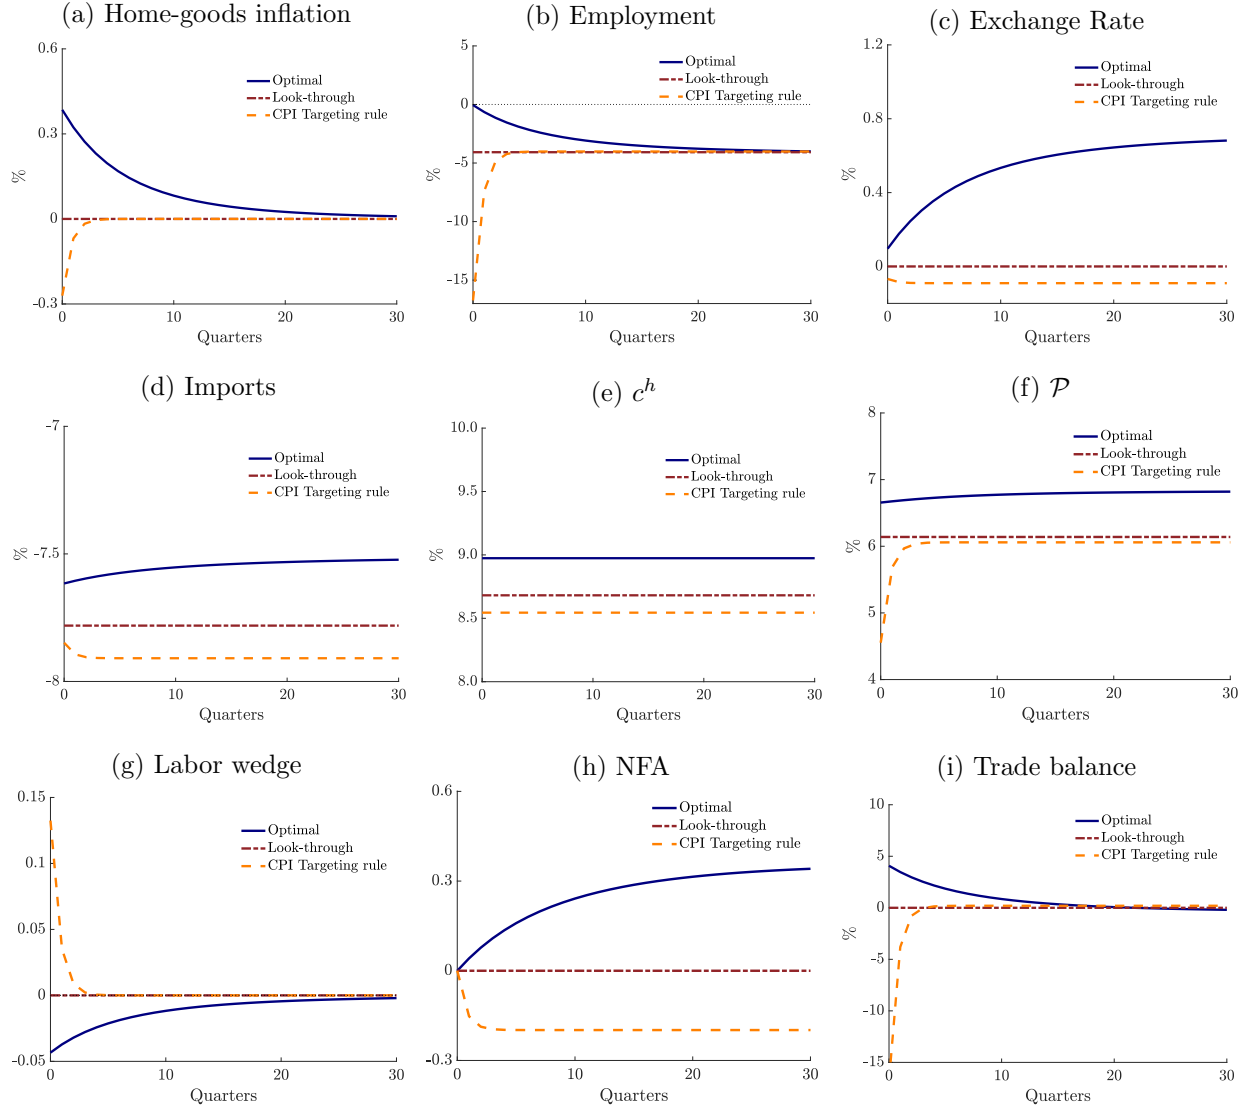 (a) Home-goods inflation
0.6
0.3
0
-0.3
%
Optimal
Look-through
CPI Targeting rule
0 10 20 30
Quarters
(b) Employment
5
0
-5
-10
-15
%
Optimal
Look-through
CPI Targeting rule
0 10 20 30
Quarters
(c) Exchange Rate
1.2
0.8
0.4
0
%
Optimal
Look-through
CPI Targeting rule
0 10 20 30
Quarters
(d) Imports
-7
-7.5
-8
%
Optimal
Look-through
CPI Targeting rule
0 10 20 30
Quarters
(e) c^h
10.0
9.5
9.0
8.5
8.0
%
Optimal
Look-through
CPI Targeting rule
0 10 20 30
Quarters
(f) 𝒫
8
7
6
5
4
%
Optimal
Look-through
CPI Targeting rule
0 10 20 30
Quarters
(g) Labor wedge
0.15
0.1
0.05
0
-0.05
Optimal
Look-through
CPI Targeting rule
0 10 20 30
Quarters
(h) NFA
0.6
0.3
0
-0.3
Optimal
Look-through
CPI Targeting rule
0 10 20 30
Quarters
(i) Trade balance
10
5
0
-5
-10
-15
%
Optimal
Look-through
CPI Targeting rule
0 10 20 30
Quarters